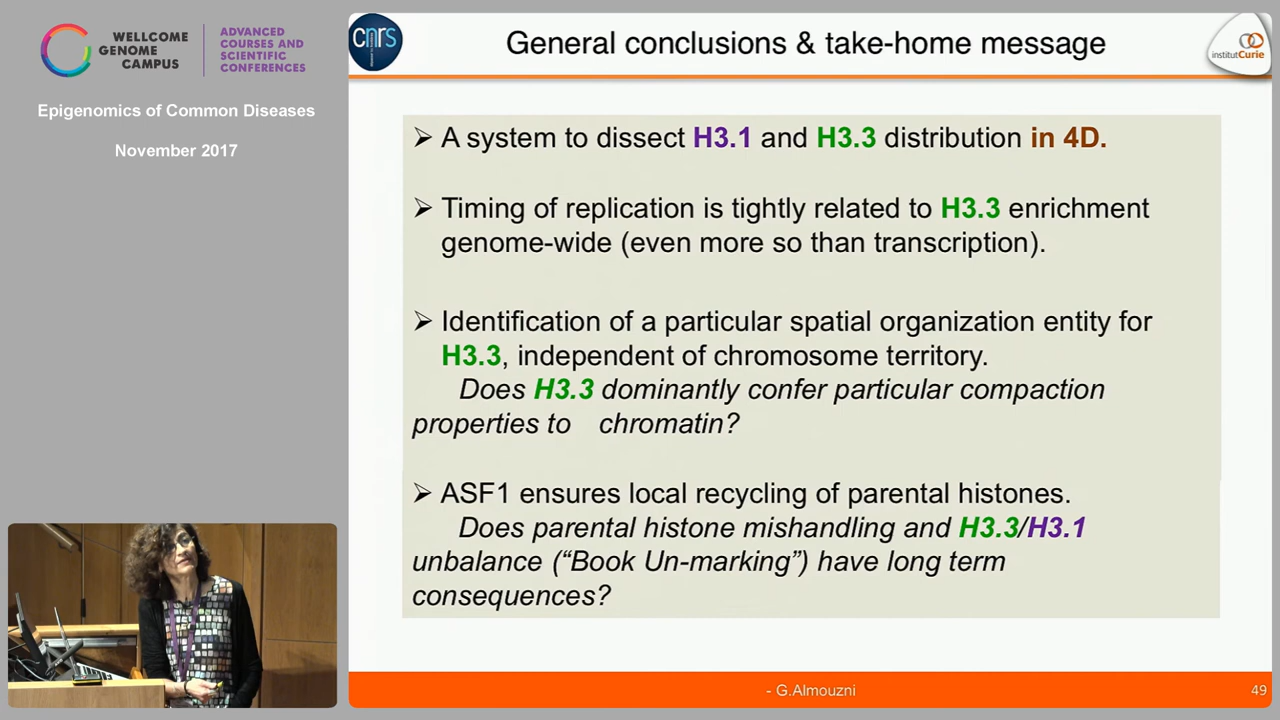 WELLCOME
GENOME
CAMPUS
ADVANCED
COURSES AND
SCIENTIFIC
CONFERENCES
Epigenomics of Common Diseases
November 2017
cnrs
General conclusions & take-home message
institutCurie
➢ A system to dissect H3.1 and H3.3 distribution in 4D.
➢ Timing of replication is tightly related to H3.3 enrichment
genome-wide (even more so than transcription).
➢ Identification of a particular spatial organization entity for
H3.3, independent of chromosome territory.
Does H3.3 dominantly confer particular compaction
properties to chromatin?
➢ ASF1 ensures local recycling of parental histones.
Does parental histone mishandling and H3.3/H3.1
unbalance (“Book Un-marking”) have long term
consequences?
- G.Almouzni
49